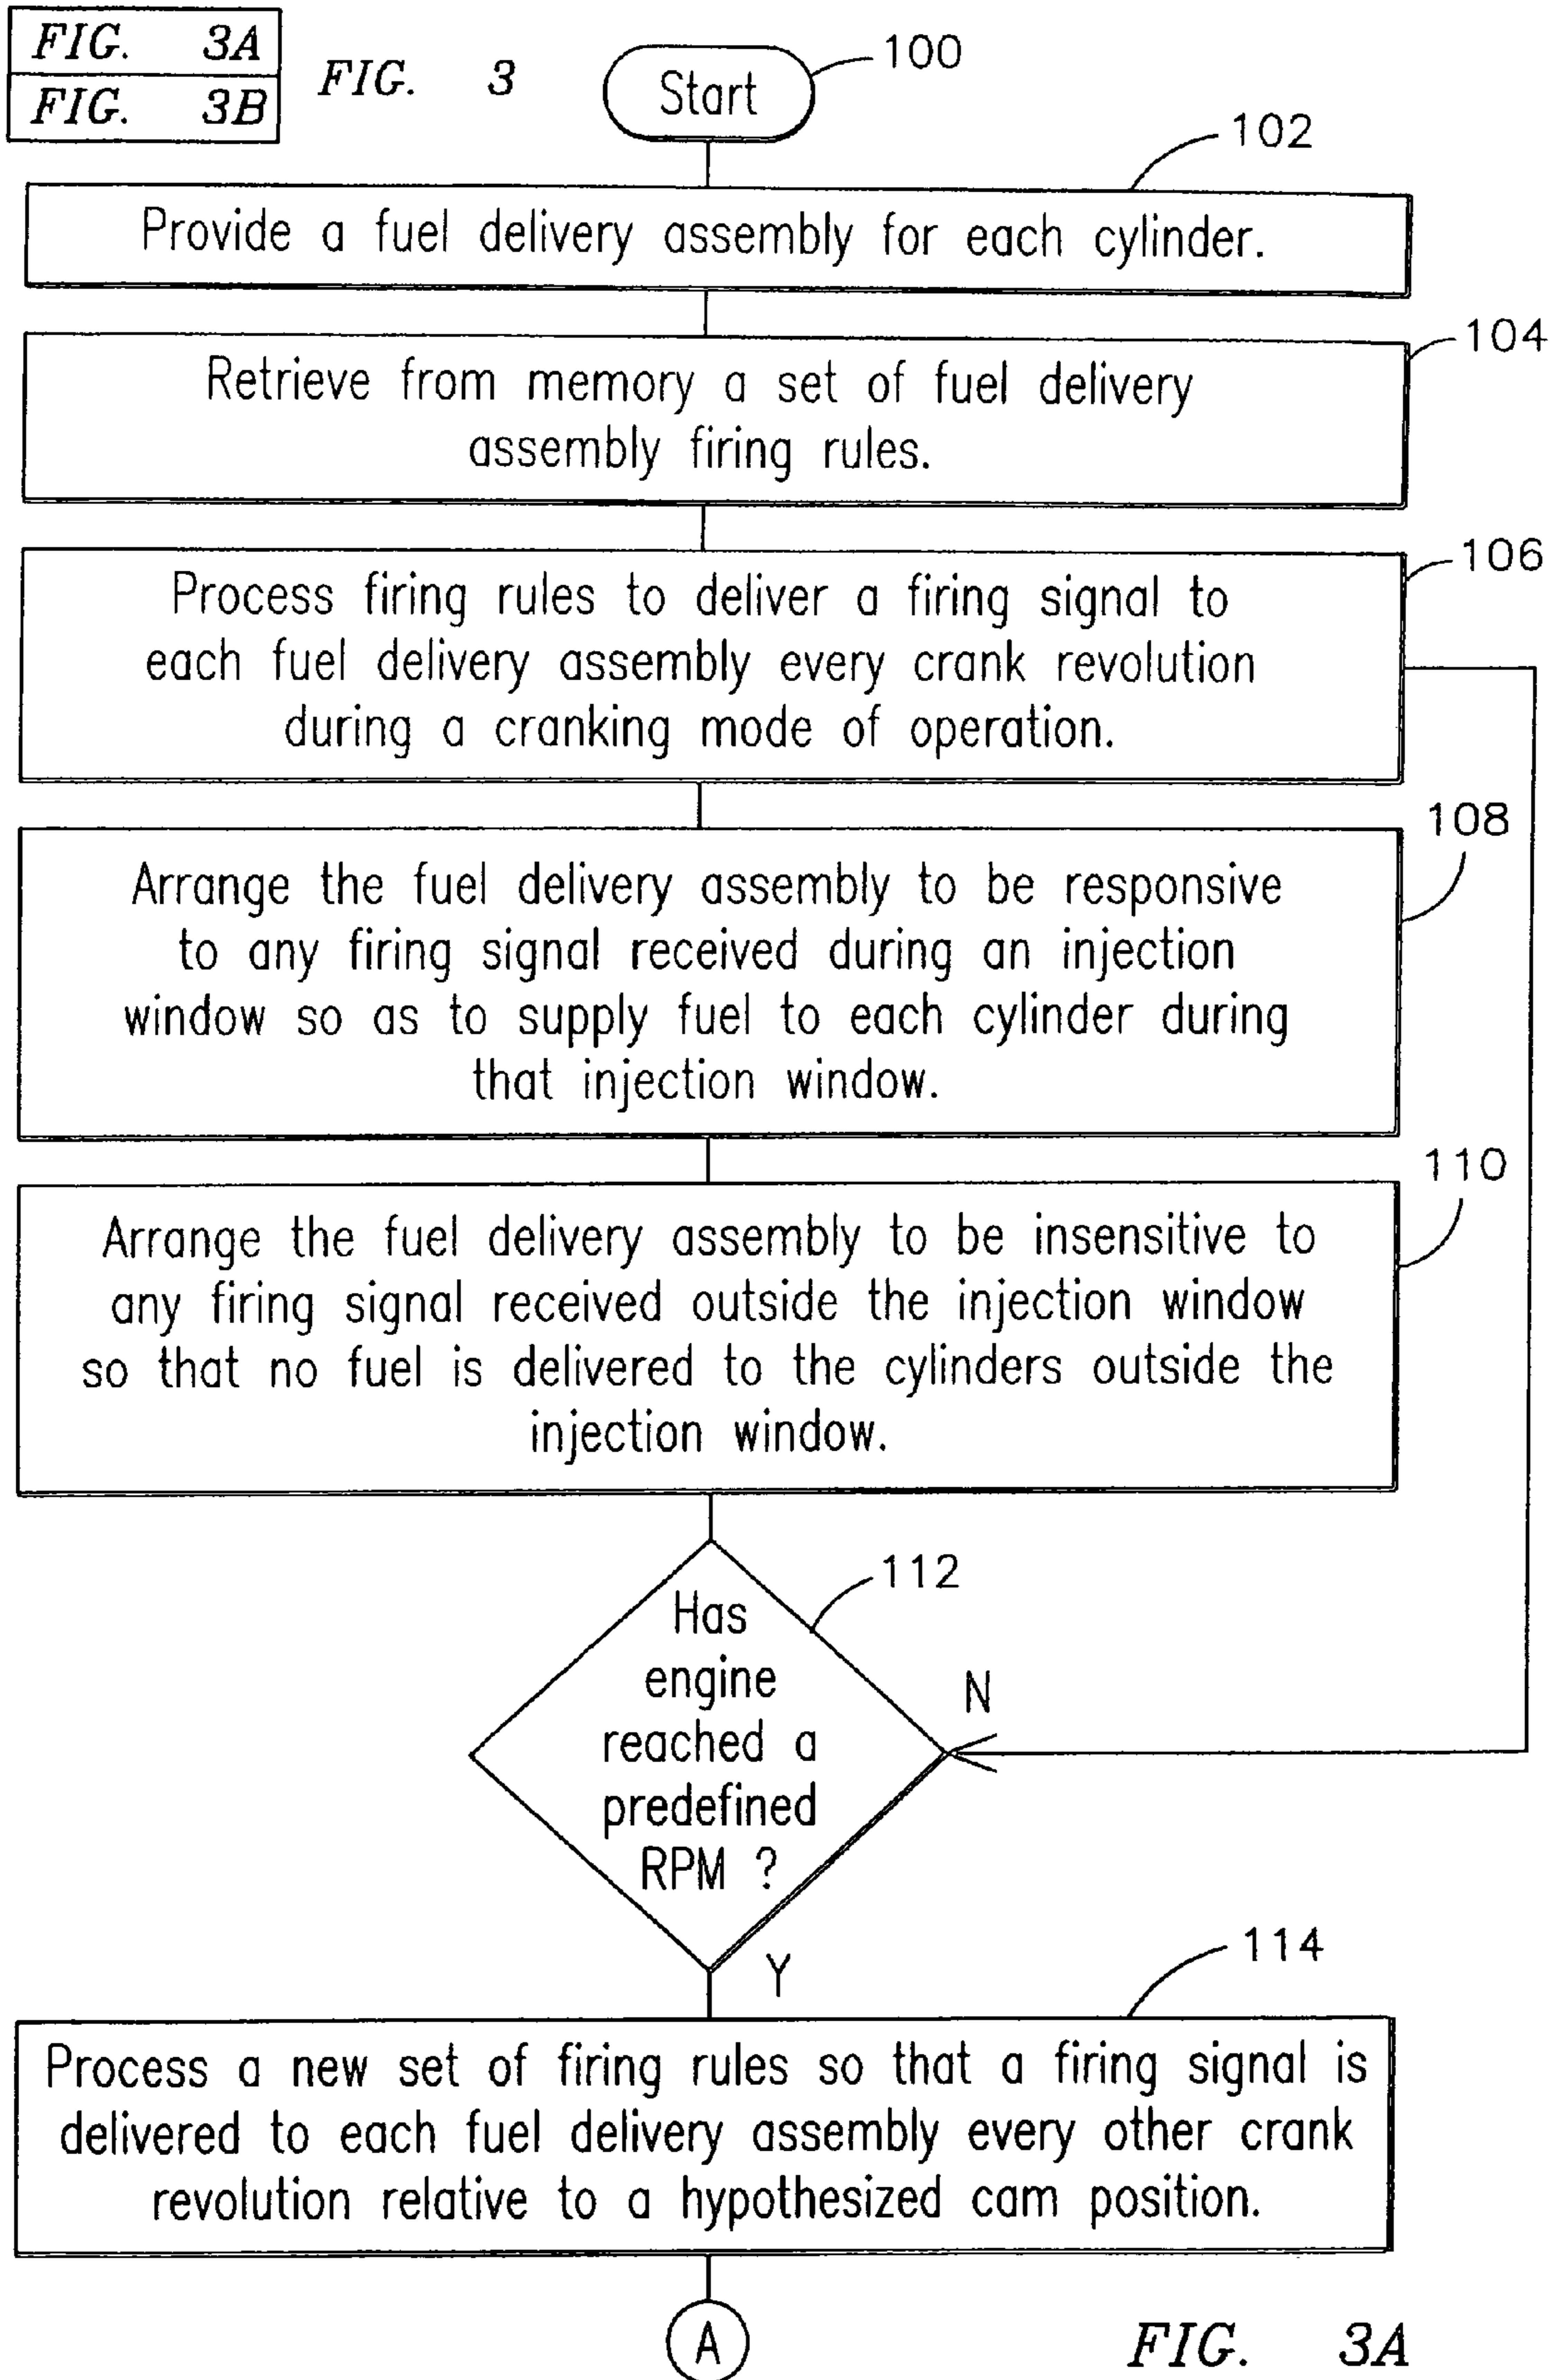 FIG. 3A
FIG. 3B
FIG. 3
Start
100
102
Provide a fuel delivery assembly for each cylinder.
104
Retrieve from memory a set of fuel delivery
assembly firing rules.
106
Process firing rules to deliver a firing signal to
each fuel delivery assembly every crank revolution
during a cranking mode of operation.
108
Arrange the fuel delivery assembly to be responsive
to any firing signal received during an injection
window so as to supply fuel to each cylinder during
that injection window.
110
Arrange the fuel delivery assembly to be insensitive to
any firing signal received outside the injection window
so that no fuel is delivered to the cylinders outside the
injection window.
112
Has
engine
reached a
predefined
RPM ?
N
Y
114
Process a new set of firing rules so that a firing signal is
delivered to each fuel delivery assembly every other crank
revolution relative to a hypothesized cam position.
A
FIG. 3A